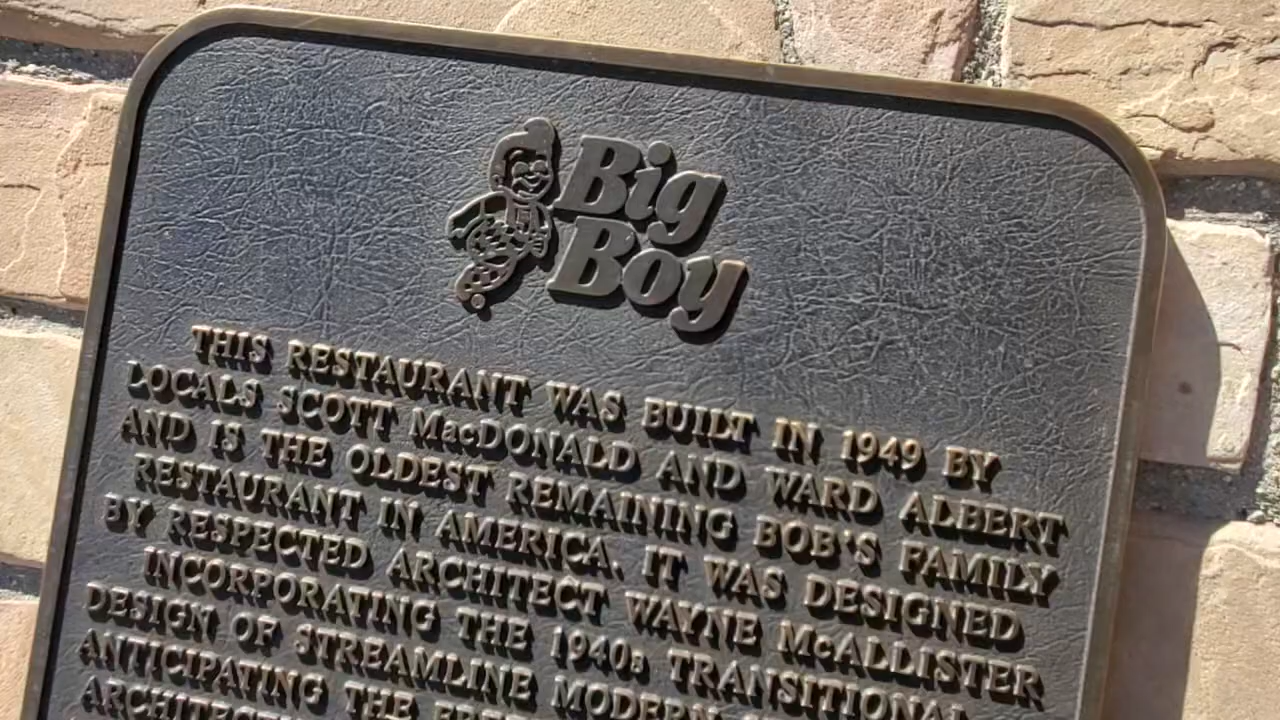 Big
Boy
THIS RESTAURANT WAS BUILT IN 1949 BY
LOCALS SCOTT MacDONALD AND WARD ALBERT
AND IS THE OLDEST REMAINING BOB'S FAMILY
RESTAURANT IN AMERICA. IT WAS DESIGNED
BY RESPECTED ARCHITECT WAYNE McALLISTER
INCORPORATING THE 1940s TRANSITIONAL
DESIGN OF STREAMLINE MODERN
ANTICIPATING THE